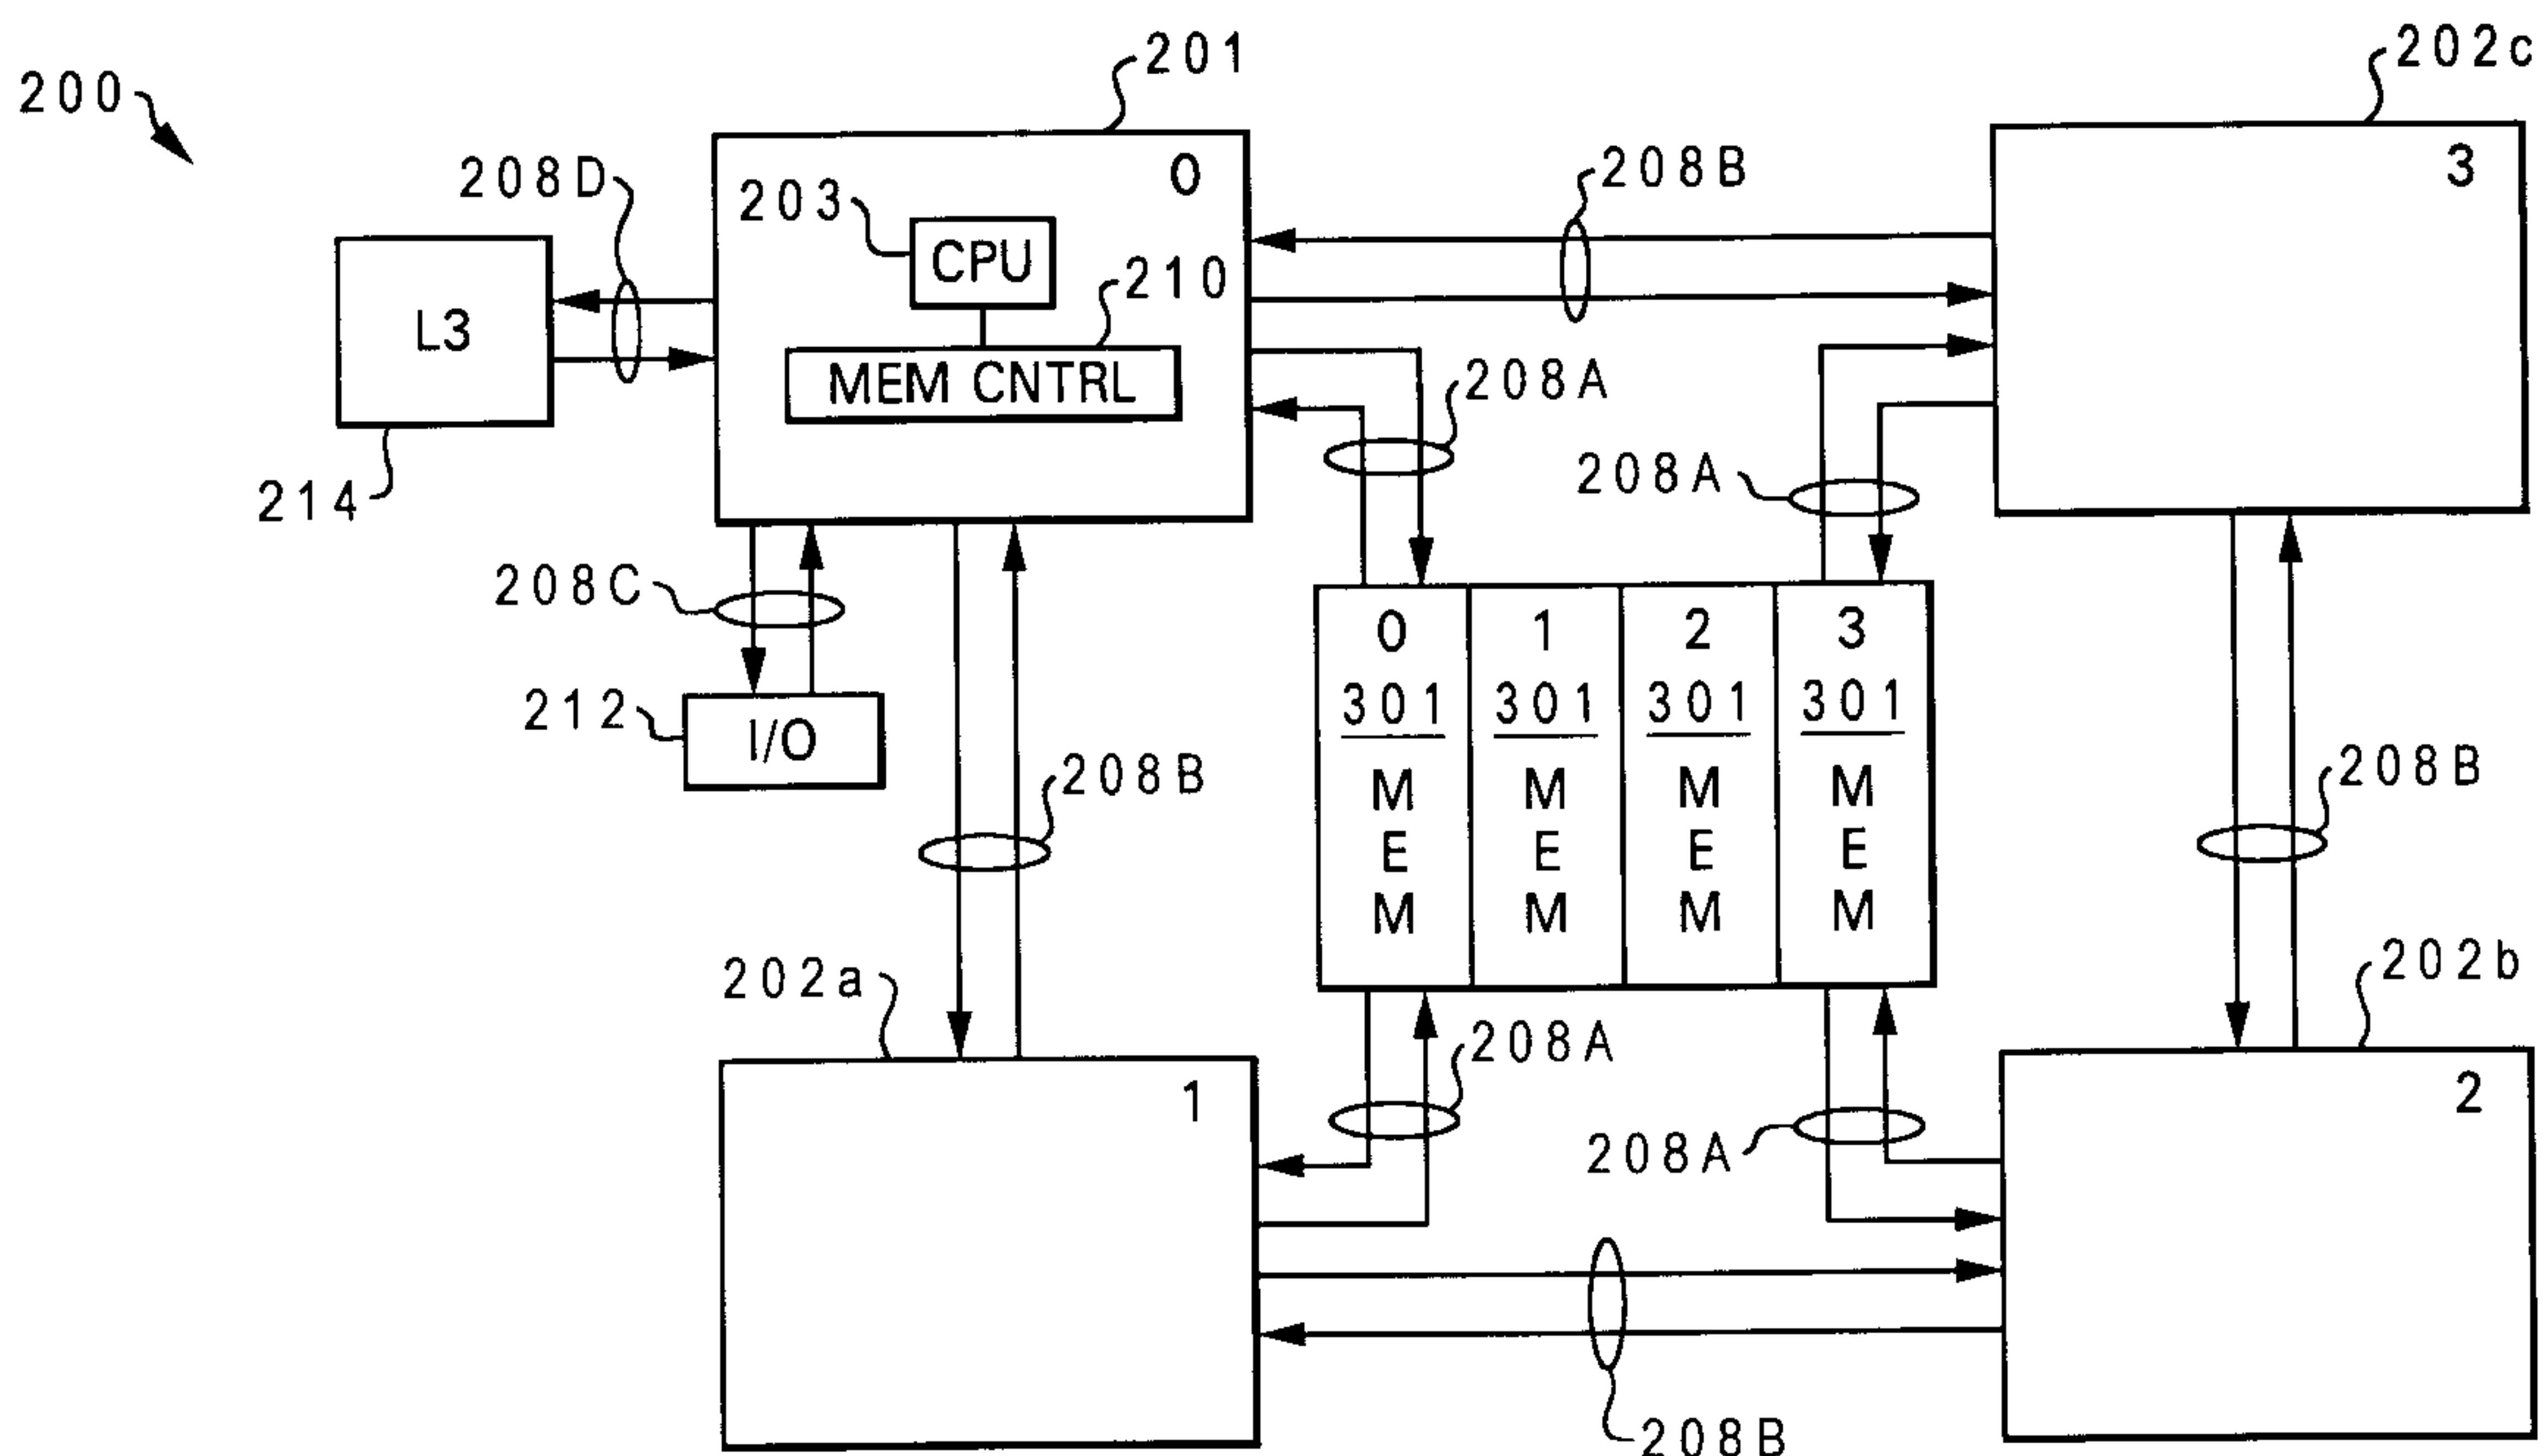 200
201
202c
208D
203
0
208B
3
CPU
210
L3
MEM CNTRL
208A
208A
214
208C
0 1 2 3
301 301 301 301
212
I/O
208B
208B
M M M M
E E E E
M M M M
202a
202b
208A
1
2
208A
208B